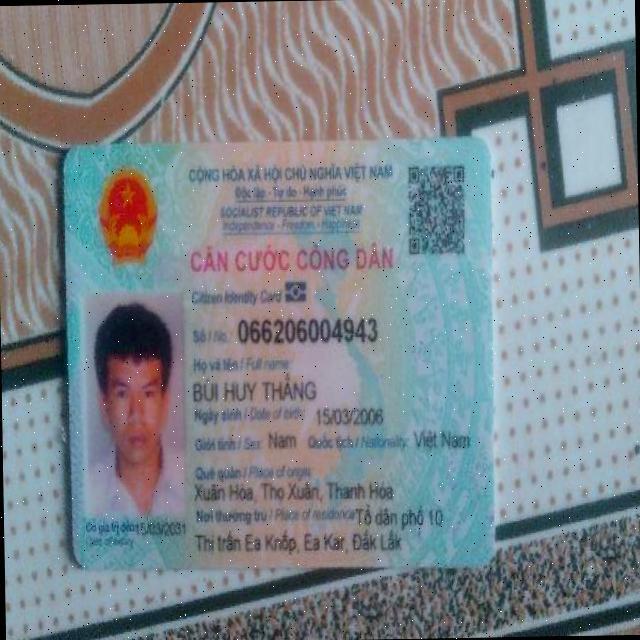 CỘNG HÒA XÃ HỘI CHỦ NGHĨA VIỆT NAM
Độc lập - Tự do - Hạnh phúc
SOCIALIST REPUBLIC OF VIET NAM
Independence - Freedom - Happiness
CĂN CƯỚC CÔNG DÂN
Citizen Identity Card
Số / No.: 066206004943
Họ và tên / Full name:
BÙI HUY THẮNG
Ngày sinh / Date of birth: 15/03/2006
Giới tính / Sex: Nam Quốc tịch / Nationality: Việt Nam
Quê quán / Place of origin:
Xuân Hòa, Thọ Xuân, Thanh Hóa
Nơi thường trú / Place of residence: Tổ dân phố 10
Thị trấn Ea Knốp, Ea Kar, Đắk Lắk
Có giá trị đến: 15/03/2031
Date of expiry